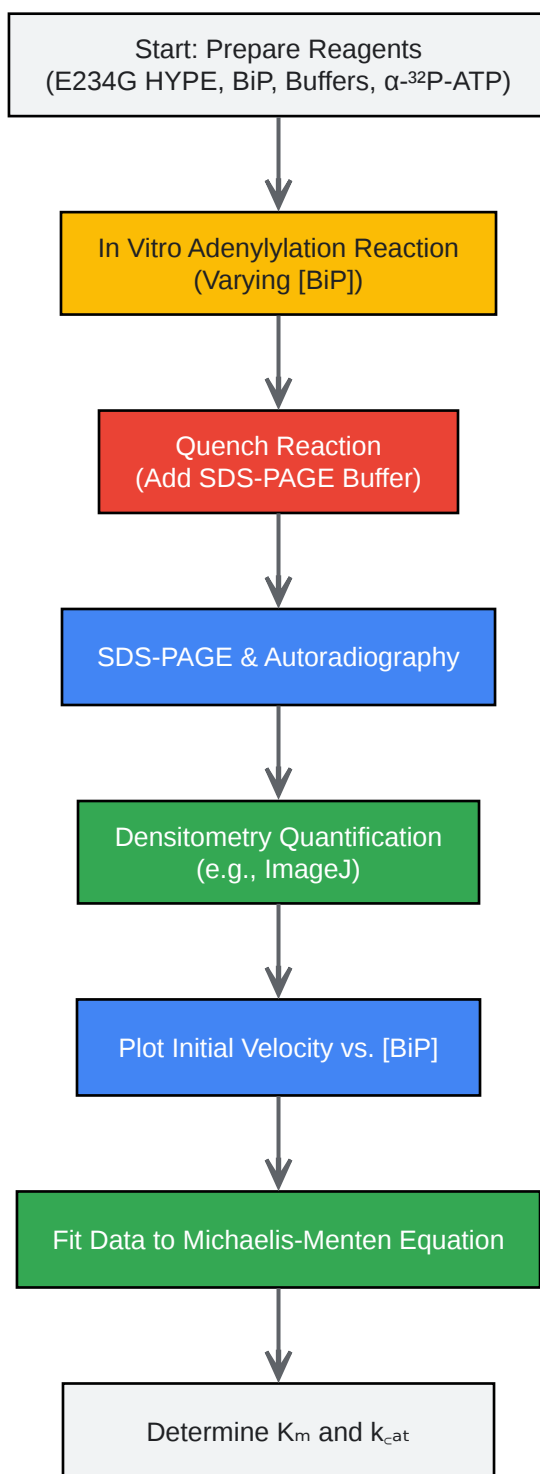 Start: Prepare Reagents
(E234G HYPE, BiP, Buffers, α-³²P-ATP)
In Vitro Adenylylation Reaction
(Varying [BiP])
Quench Reaction
(Add SDS-PAGE Buffer)
SDS-PAGE & Autoradiography
Densitometry Quantification
(e.g., ImageJ)
Plot Initial Velocity vs. [BiP]
Fit Data to Michaelis-Menten Equation
Determine Kₘ and k꜀ₐₜ